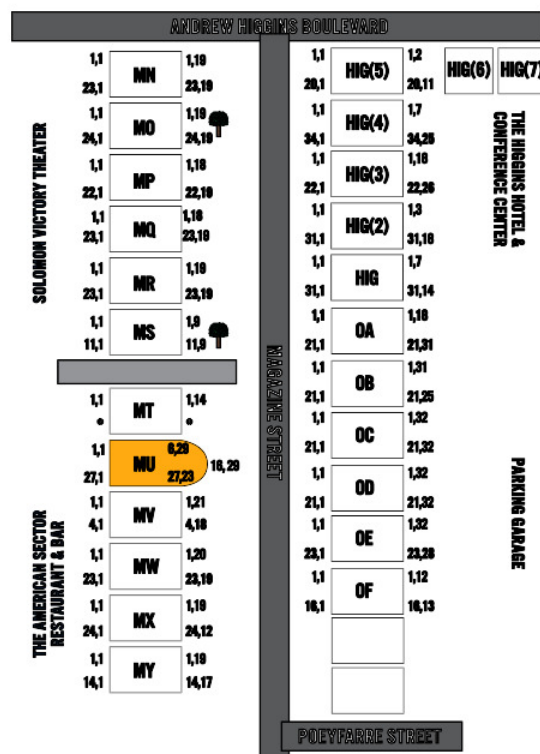 ANDREW HIGGINS BOULEVARD
1,1 MN 1,19
23,1 23,19
1,1 MO 1,19
24,1 24,19
1,1 MP 1,18
22,1 22,19
1,1 MQ 1,18
23,1 23,19
1,1 MR 1,19
23,1 23,19
1,1 MS 1,9
11,1 11,9
SOLOMON VICTORY THEATER
1,1 MT 1,14
1,1 MU 6,29
27,1 27,23
16,29
1,1 MV 1,21
4,1 4,18
1,1 MW 1,20
23,1 23,19
1,1 MX 1,19
24,1 24,12
1,1 MY 1,19
14,1 14,17
THE AMERICAN SECTOR
RESTAURANT & BAR
MAGAZINE STREET
1,1 HIG(5) 1,2
20,1 20,11
HIG(6) HIG(7)
1,1 HIG(4) 1,7
34,1 34,25
1,1 HIG(3) 1,16
22,1 22,26
1,1 HIG(2) 1,3
31,1 31,16
1,1 HIG 1,7
31,1 31,14
1,1 OA 1,18
21,1 21,31
1,1 OB 1,31
21,1 21,25
1,1 OC 1,32
21,1 21,32
1,1 OD 1,32
21,1 21,32
1,1 OE 1,32
23,1 23,28
1,1 OF 1,12
16,1 16,13
THE HIGGINS HOTEL &
CONFERENCE CENTER
PARKING GARAGE
POEYFARRE STREET